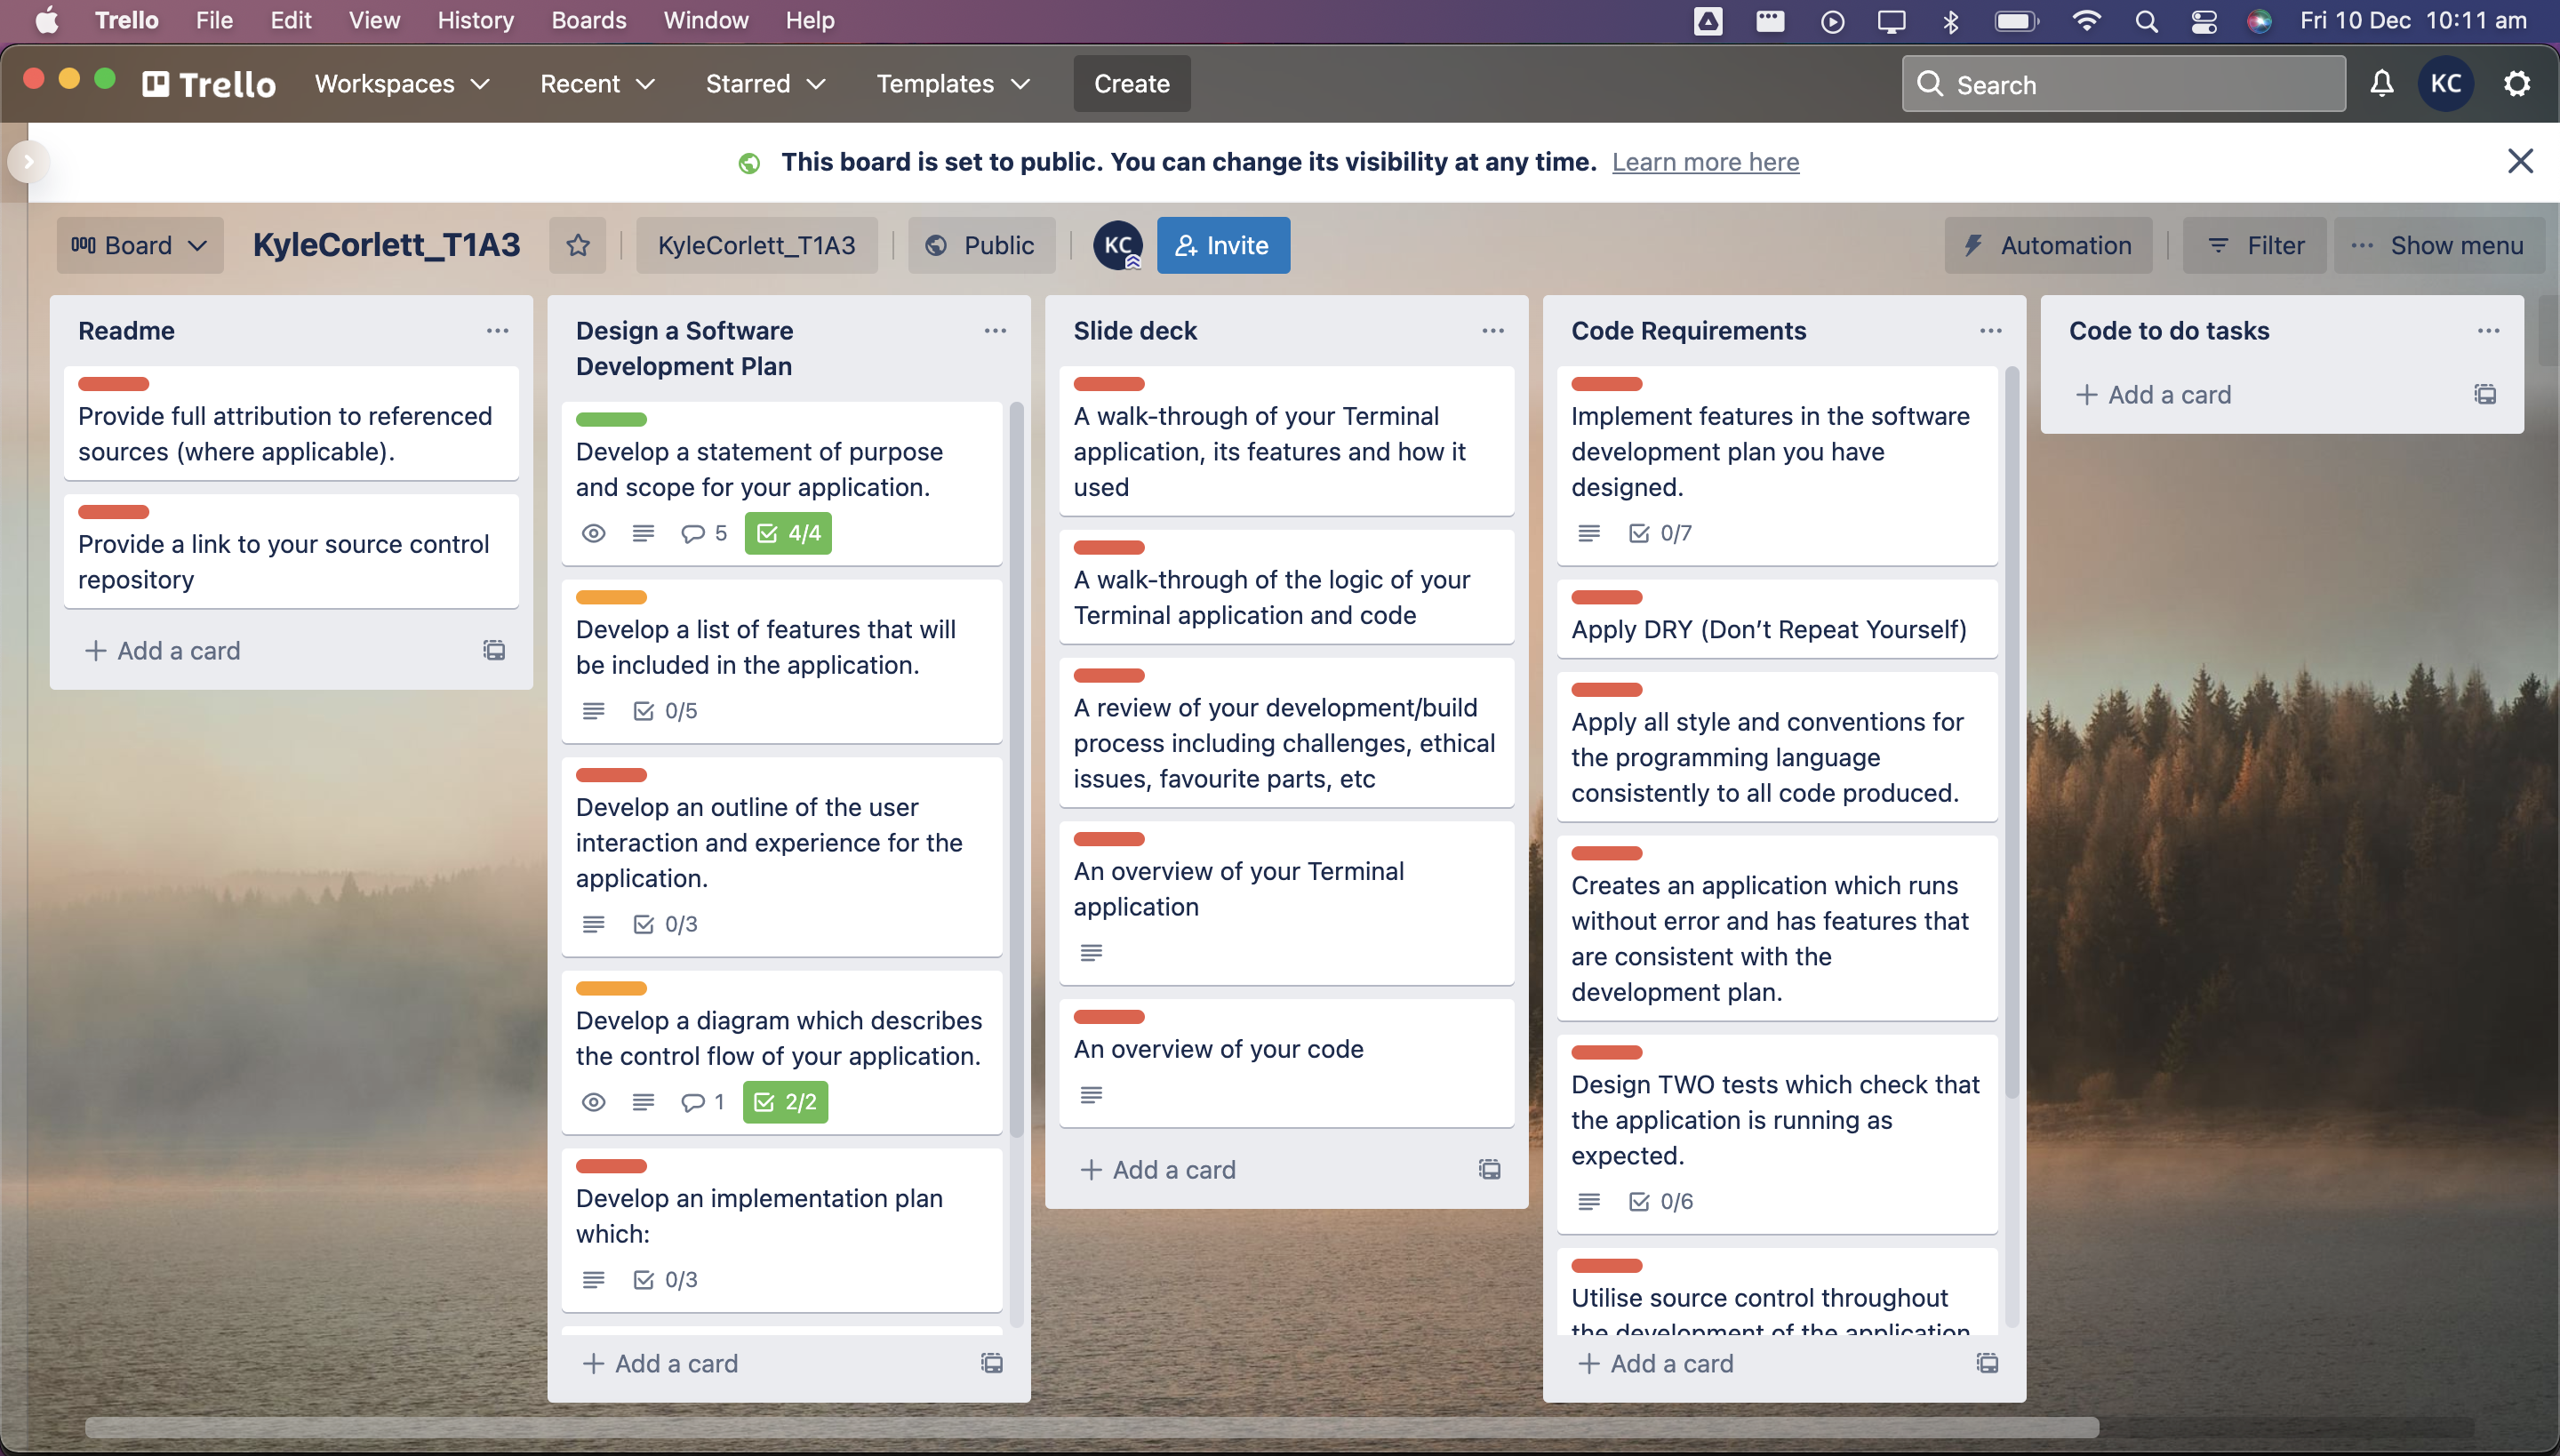 Trello File Edit View History Boards Window Help Fri 10 Dec 10:11 am
Trello Workspaces Recent Starred Templates Create Search KC
This board is set to public. You can change its visibility at any time. Learn more here
Board KyleCorlett_T1A3 KyleCorlett_T1A3 Public KC Invite Automation Filter ... Show menu
Readme
Provide full attribution to referenced
sources (where applicable).
Provide a link to your source control
repository
+ Add a card
Design a Software
Development Plan
Develop a statement of purpose
and scope for your application.
5 4/4
Develop a list of features that will
be included in the application.
0/5
Develop an outline of the user
interaction and experience for the
application.
0/3
Develop a diagram which describes
the control flow of your application.
1 2/2
Develop an implementation plan
which:
0/3
+ Add a card
Slide deck
A walk-through of your Terminal
application, its features and how it
used
A walk-through of the logic of your
Terminal application and code
A review of your development/build
process including challenges, ethical
issues, favourite parts, etc
An overview of your Terminal
application
An overview of your code
+ Add a card
Code Requirements
Implement features in the software
development plan you have
designed.
0/7
Apply DRY (Don’t Repeat Yourself)
Apply all style and conventions for
the programming language
consistently to all code produced.
Creates an application which runs
without error and has features that
are consistent with the
development plan.
Design TWO tests which check that
the application is running as
expected.
0/6
Utilise source control throughout
the development of the application
+ Add a card
Code to do tasks
+ Add a card